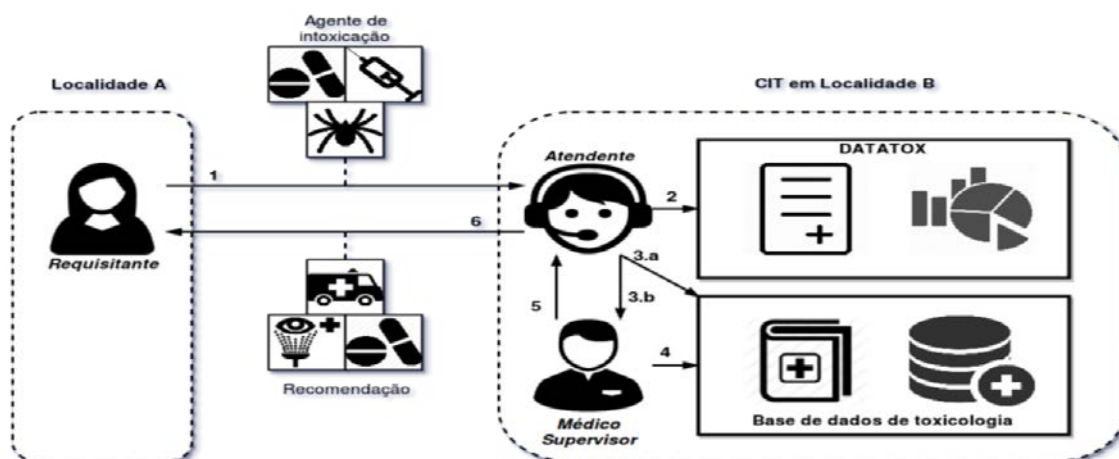 Agente de
intoxicação
Localidade A
CIT em Localidade B
Atendente
DATATOX
1
2
6
Requisitante
3.a
3.b
5
4
Recomendação
Médico
Supervisor
Base de dados de toxicologia